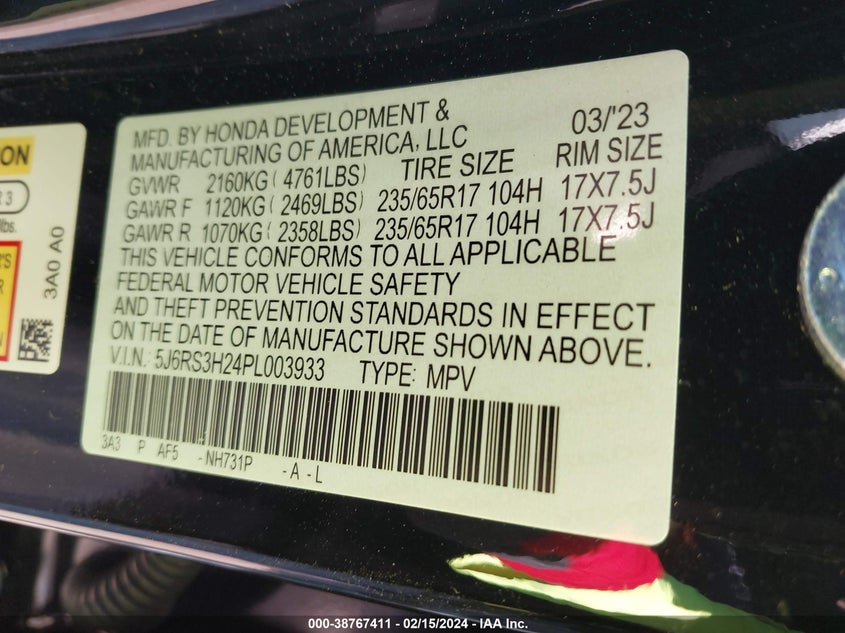 ON
R 3
lbs.
R'S
R
N
3A0 A0
MFD. BY HONDA DEVELOPMENT &
MANUFACTURING OF AMERICA, LLC 03/'23
GVWR 2160KG ( 4761LBS) TIRE SIZE RIM SIZE
GAWR F 1120KG ( 2469LBS) 235/65R17 104H 17X7.5J
GAWR R 1070KG ( 2358LBS) 235/65R17 104H 17X7.5J
THIS VEHICLE CONFORMS TO ALL APPLICABLE
FEDERAL MOTOR VEHICLE SAFETY
AND THEFT PREVENTION STANDARDS IN EFFECT
ON THE DATE OF MANUFACTURE SHOWN ABOVE.
V.I.N.: 5J6RS3H24PL003933 TYPE: MPV
3A3 P AF5 - NH731P - A - L
000-38767411 - 02/15/2024 - IAA Inc.